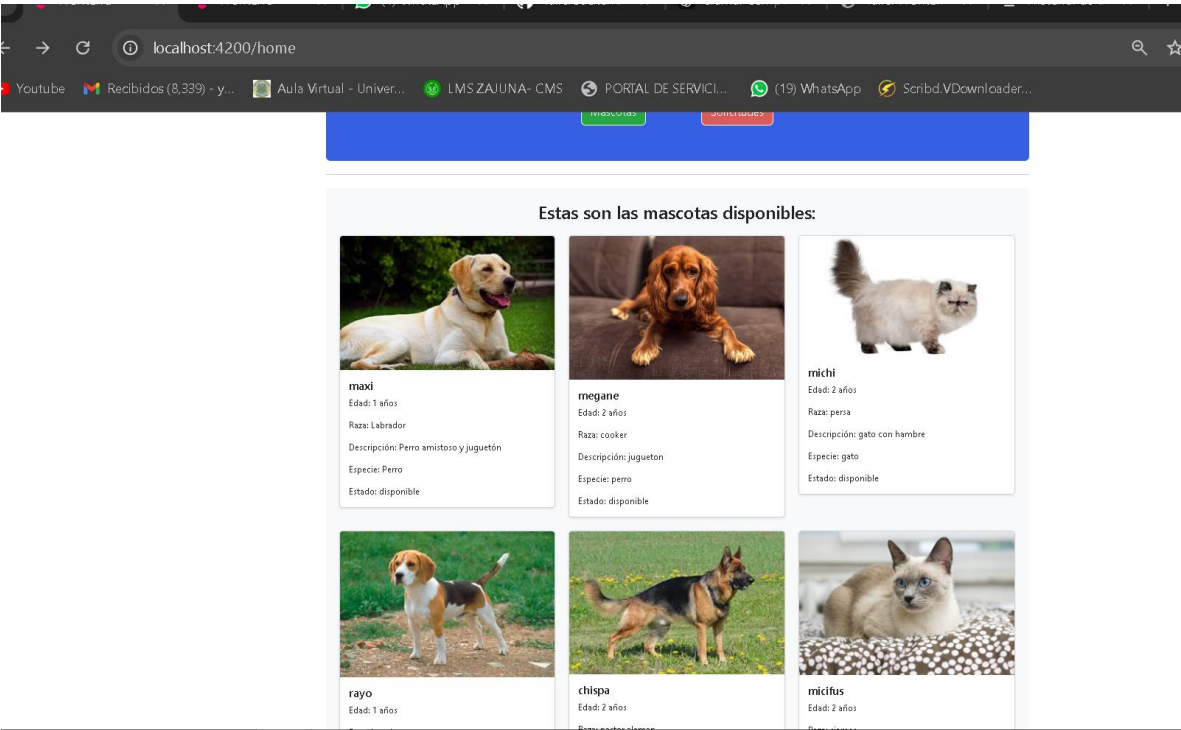 localhost:4200/home
Youtube
Recibidos (8,339) - y...
Aula Virtual - Univer...
LMS ZAJUNA- CMS
PORTAL DE SERVICI...
(19) WhatsApp
Scribd.VDownloader...
Mascotas
Solicitudes
Estas son las mascotas disponibles:
maxi
Edad: 1 años
Raza: Labrador
Descripción: Perro amistoso y juguetón
Especie: Perro
Estado: disponible
megane
Edad: 2 años
Raza: cooker
Descripción: jugueton
Especie: perro
Estado: disponible
michi
Edad: 2 años
Raza: persa
Descripción: gato con hambre
Especie: gato
Estado: disponible
rayo
Edad: 1 años
chispa
Edad: 2 años
Raza: pastor aleman
micifus
Edad: 2 años